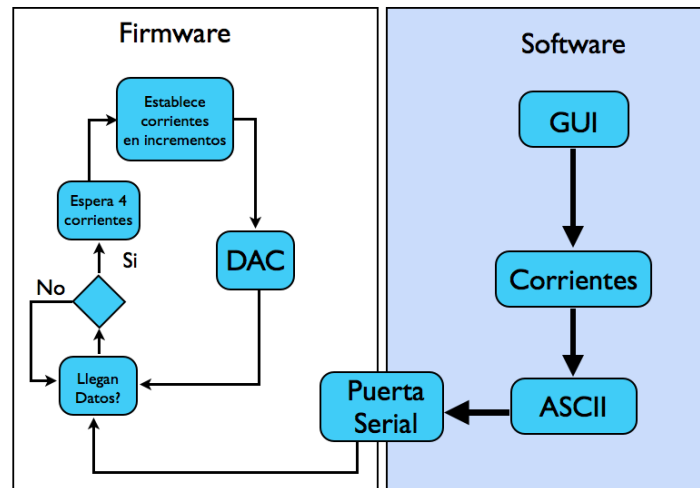 Firmware
Software
Establece
corrientes
en incrementos
GUI
Espera 4
corrientes
DAC
Si
Corrientes
No
Llegan
Datos?
Puerta
Serial
ASCII